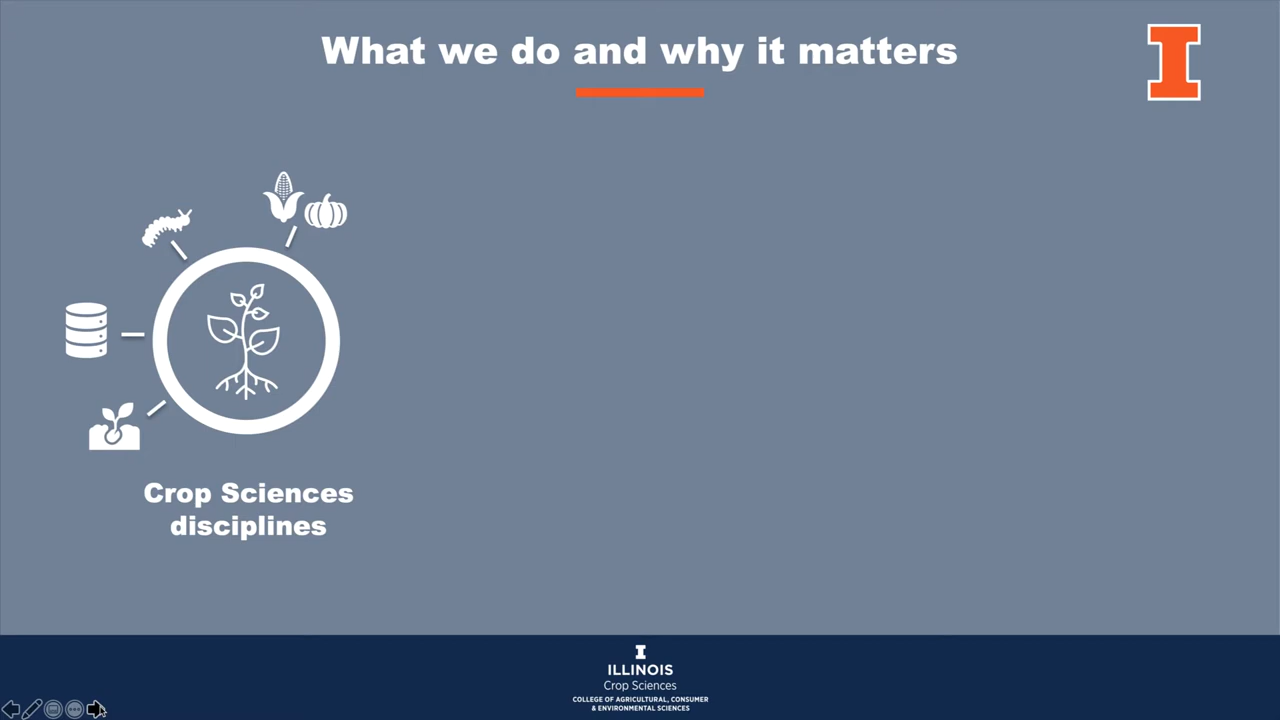 What we do and why it matters
I
Crop Sciences
disciplines
I
ILLINOIS
Crop Sciences
COLLEGE OF AGRICULTURAL, CONSUMER
& ENVIRONMENTAL SCIENCES